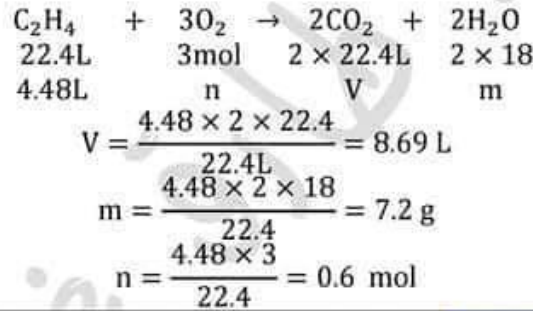 C₂H₄ + 3O₂ → 2CO₂ + 2H₂O
22.4L 3mol 2 × 22.4L 2 × 18
4.48L n V m
V = 4.48 × 2 × 22.4 / 22.4L = 8.69 L
m = 4.48 × 2 × 18 / 22.4 = 7.2 g
n = 4.48 × 3 / 22.4 = 0.6 mol